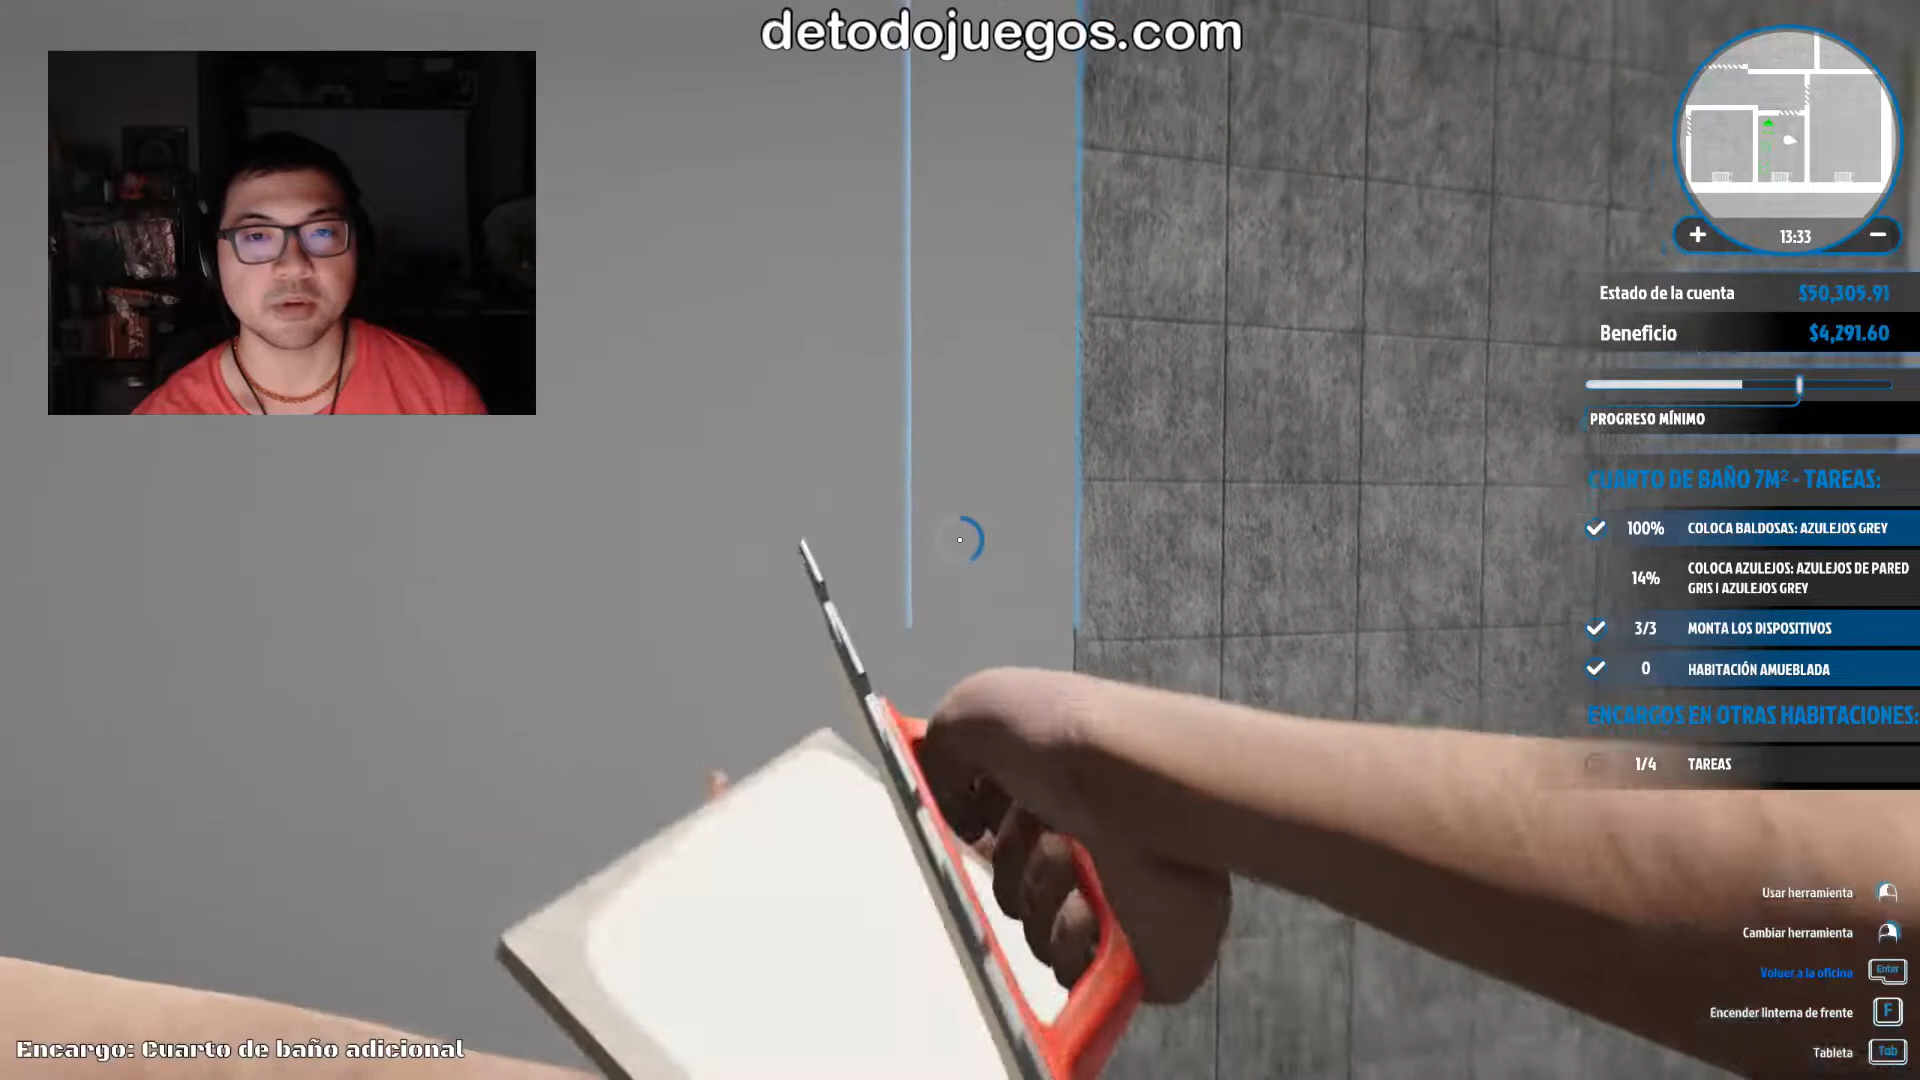 detodojuegos.com
13:33
Estado de la cuenta $50,305.91
Beneficio $4,291.60
PROGRESO MÍNIMO
CUARTO DE BAÑO 7M² - TAREAS:
100% COLOCA BALDOSAS: AZULEJOS GREY
14% COLOCA AZULEJOS: AZULEJOS DE PARED
GRIS I AZULEJOS GREY
3/3 MONTA LOS DISPOSITIVOS
0 HABITACIÓN AMUEBLADA
ENCARGOS EN OTRAS HABITACIONES:
1/4 TAREAS
Usar herramienta
Cambiar herramienta
Volver a la oficina Enter
Encender linterna de frente F
Tableta Tab
Encargo: Cuarto de baño adicional